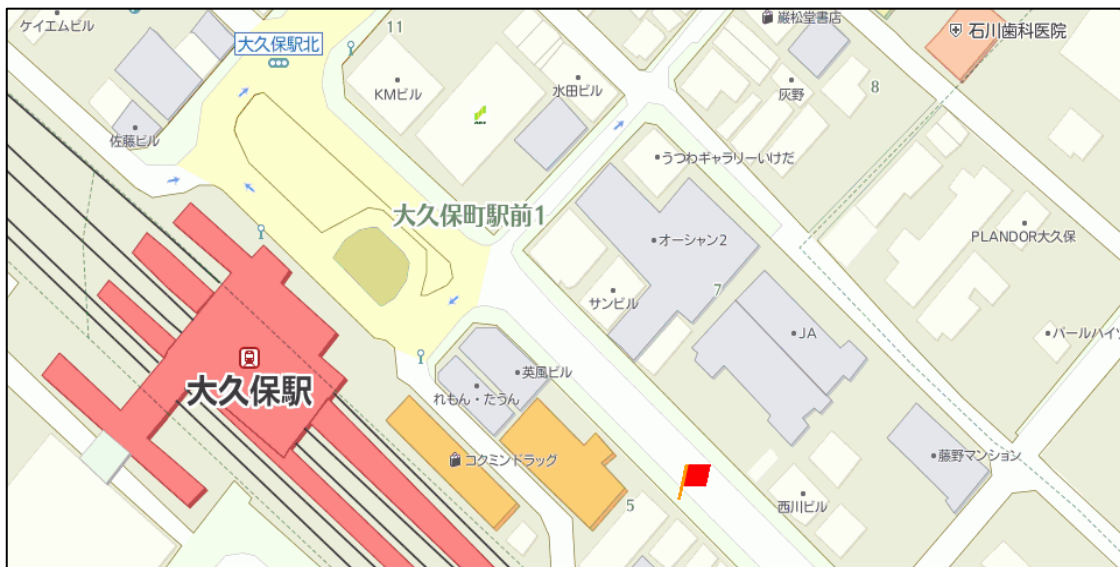 ケイエムビル
大久保駅北
11
巌松堂書店
石川歯科医院
KMビル
水田ビル
灰野
8
佐藤ビル
うつわギャラリーいけだ
大久保町駅前1
オーシャン2
PLANDOR大久保
サンビル
7
JA
パールハイツ
大久保駅
英風ビル
れもん・たうん
コクミンドラッグ
藤野マンション
5
西川ビル